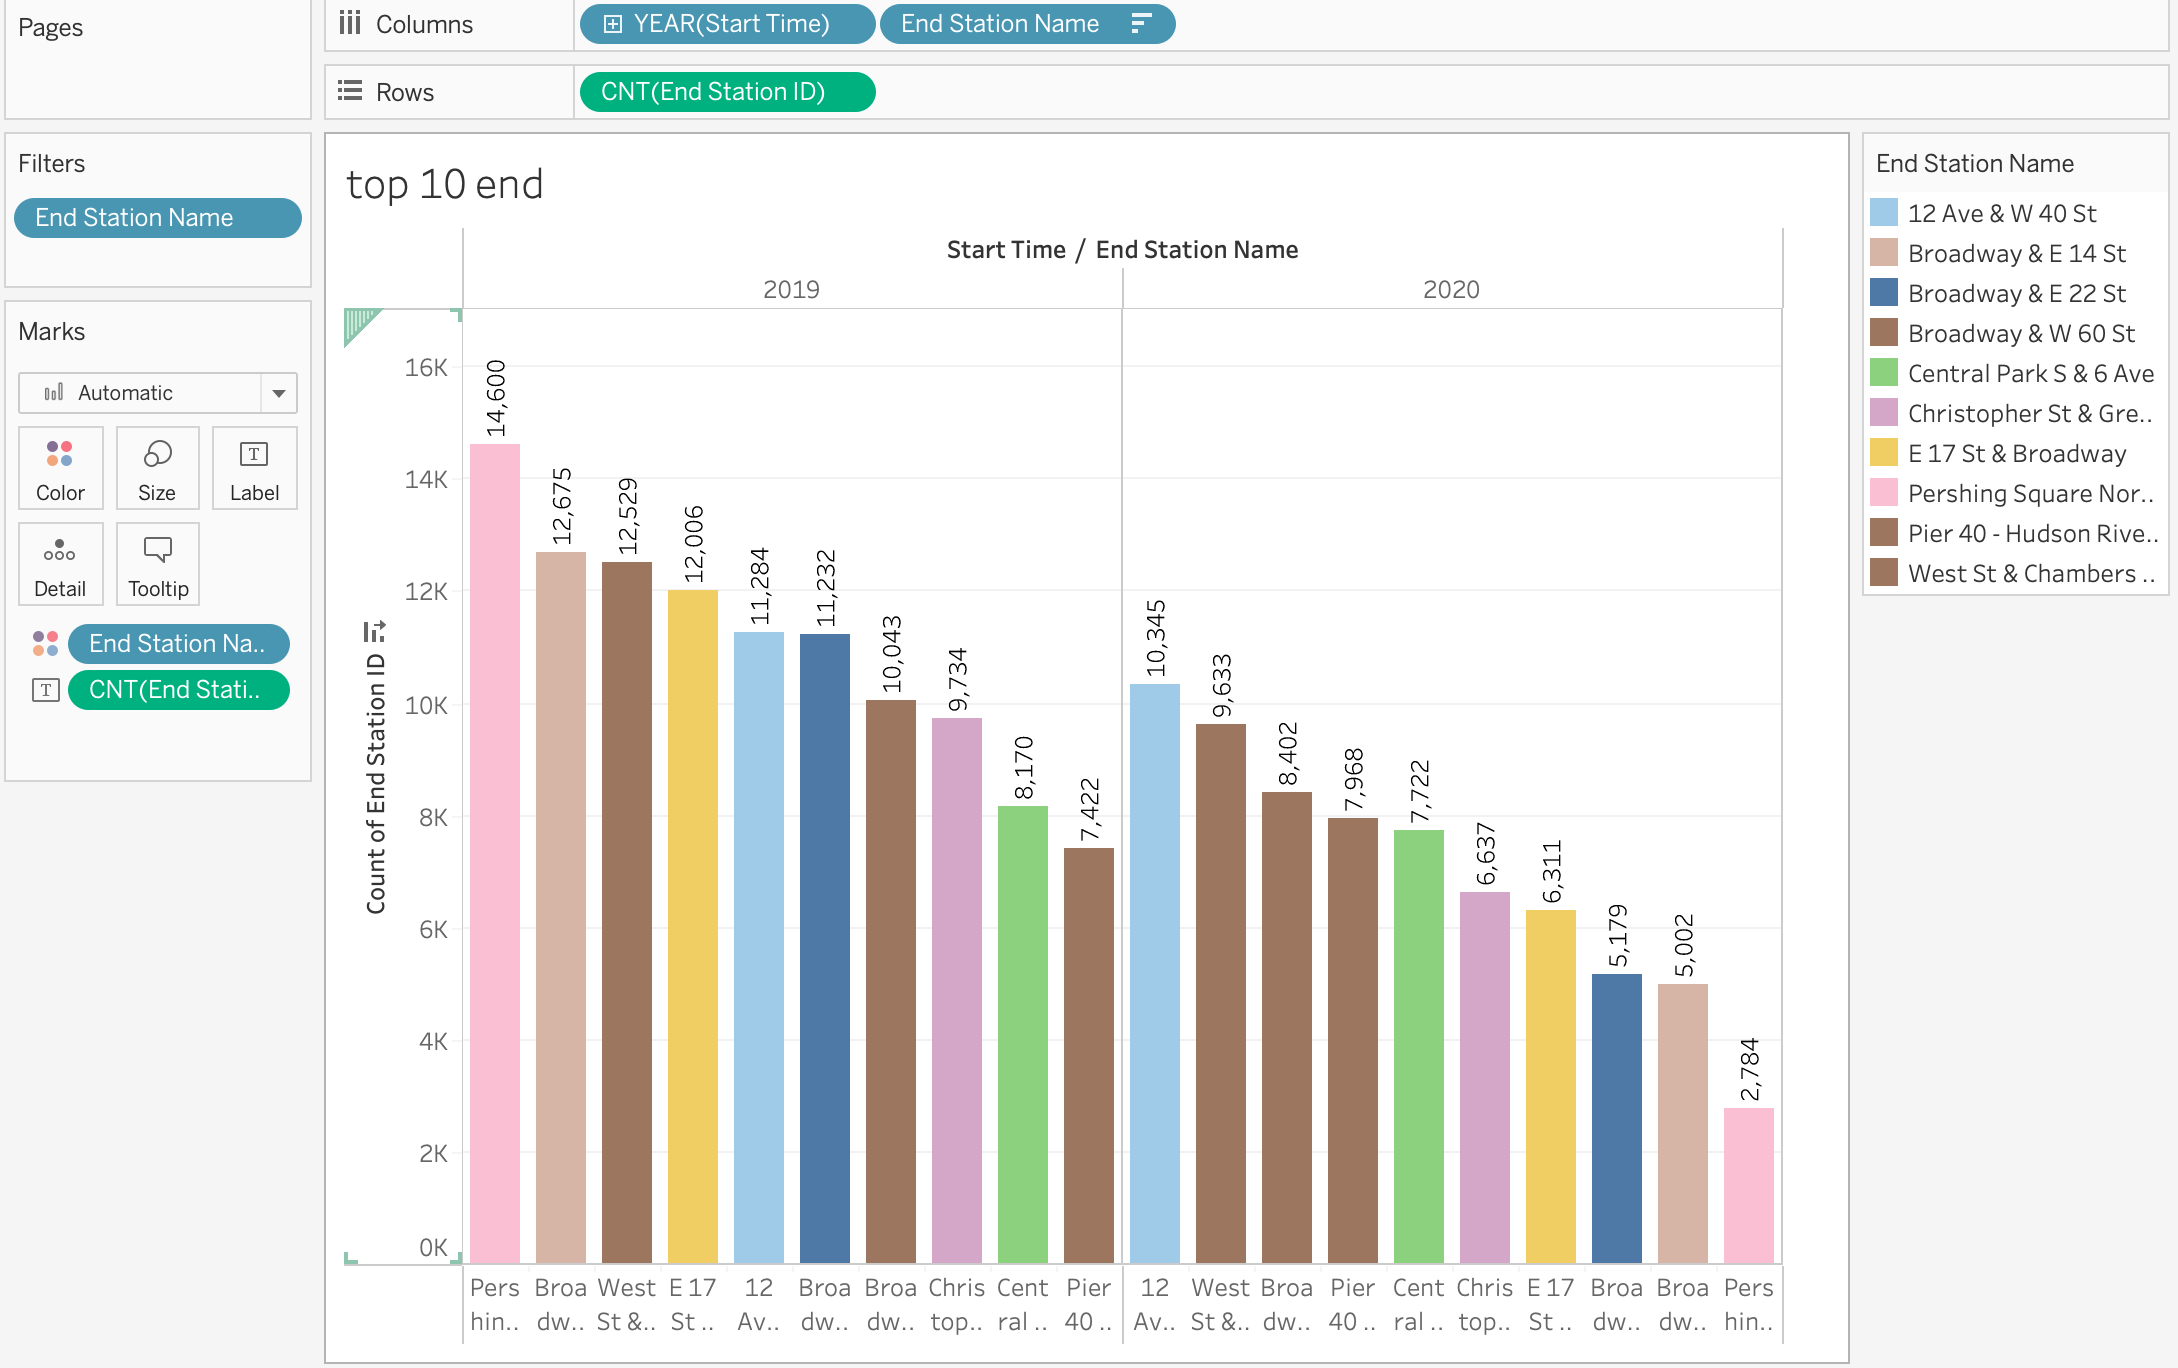 Pages
Columns
YEAR(Start Time)
End Station Name
Rows
CNT(End Station ID)
Filters
End Station Name
Marks
Automatic
Color
Size
Label
Detail
Tooltip
End Station Na..
CNT(End Stati..
top 10 end
Start Time / End Station Name
2019
2020
Count of End Station ID
16K
14K
12K
10K
8K
6K
4K
2K
0K
14,600
12,675
12,529
12,006
11,284
11,232
10,043
9,734
8,170
7,422
10,345
9,633
8,402
7,968
7,722
6,637
6,311
5,179
5,002
2,784
Pers
hin..
Broa
dw..
West
St &..
E 17
St ..
12
Av..
Broa
dw..
Broa
dw..
Chris
top..
Cent
ral ..
Pier
40 ..
12
Av..
West
St &..
Broa
dw..
Pier
40 ..
Cent
ral ..
Chris
top..
E 17
St ..
Broa
dw..
Broa
dw..
Pers
hin..
End Station Name
12 Ave & W 40 St
Broadway & E 14 St
Broadway & E 22 St
Broadway & W 60 St
Central Park S & 6 Ave
Christopher St & Gre..
E 17 St & Broadway
Pershing Square Nor..
Pier 40 - Hudson Rive..
West St & Chambers ..